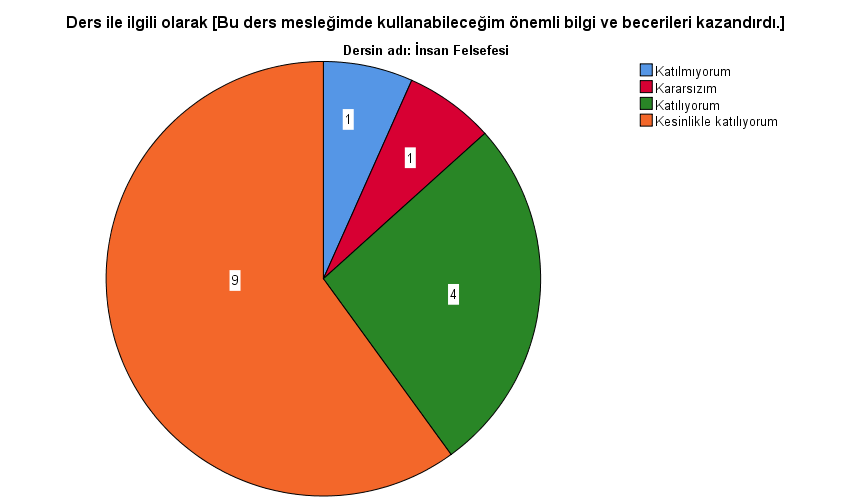 Ders ile ilgili olarak [Bu ders mesleğimde kullanabileceğim önemli bilgi ve becerileri kazandırdı.]
Dersin adı: İnsan Felsefesi
Katılmıyorum
Kararsızım
Katılıyorum
Kesinlikle katılıyorum
1
1
4
9